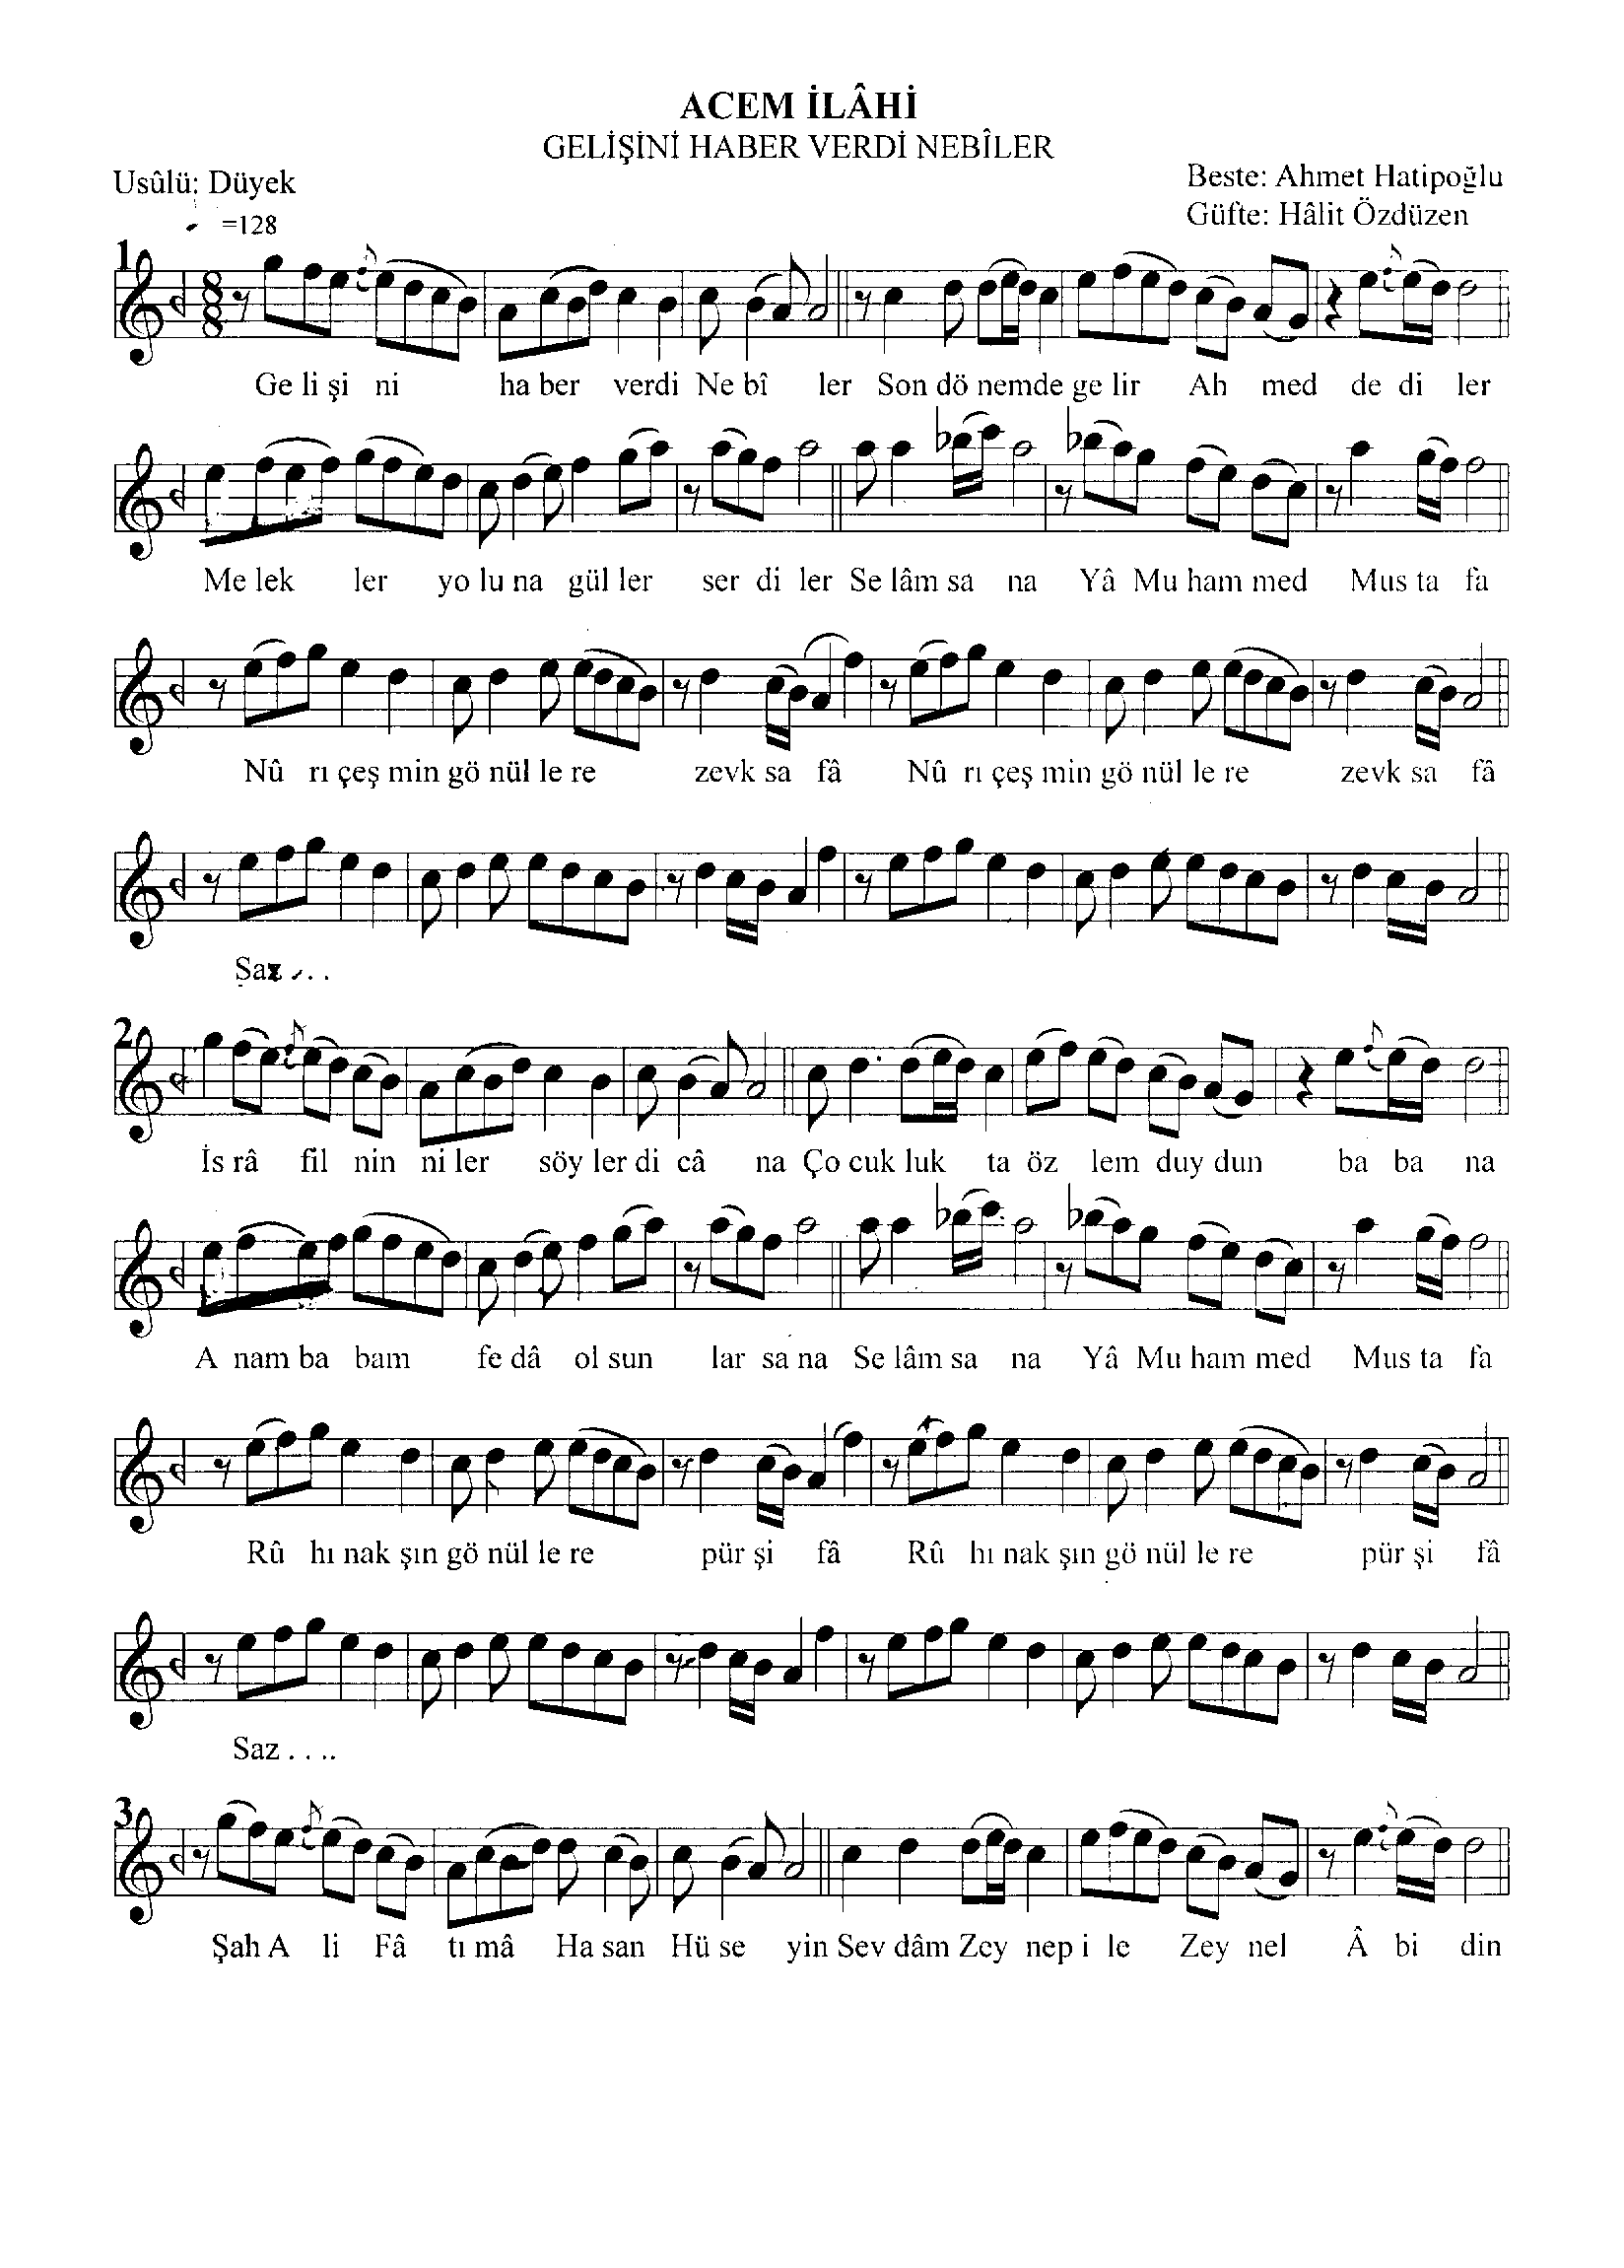 ACEM İLÂHİ
GELİŞİNİ HABER VERDİ NEBÎLER
Usûlü: Düyek
Beste: Ahmet Hatipoğlu
=128
Güfte: Hâlit Özdüzen
1
8
8
Ge li şi ni ha ber verdi Ne bî ler Son dö nemde ge lir Ah med de di ler
Me lek ler yo lu na gül ler ser di ler Se lâm sa na Yâ Mu ham med Mus ta fa
Nû rı çeş min gö nül le re zevk sa fâ Nû rı çeş min gö nül le re zevk sa fâ
Saz . . .
2
İs râ fil nin ni ler söy ler di câ na Ço cuk luk ta öz lem duy dun ba ba na
A nam ba bam fe dâ ol sun lar sa na Se lâm sa na Yâ Mu ham med Mus ta fa
Rû hı nak şın gö nül le re pür şi fâ Rû hı nak şın gö nül le re pür şi fâ
Saz . . . .
3
Şah A li Fâ tı mâ Ha san Hü se yin Sev dâm Zey nep i le Zey nel Â bi din